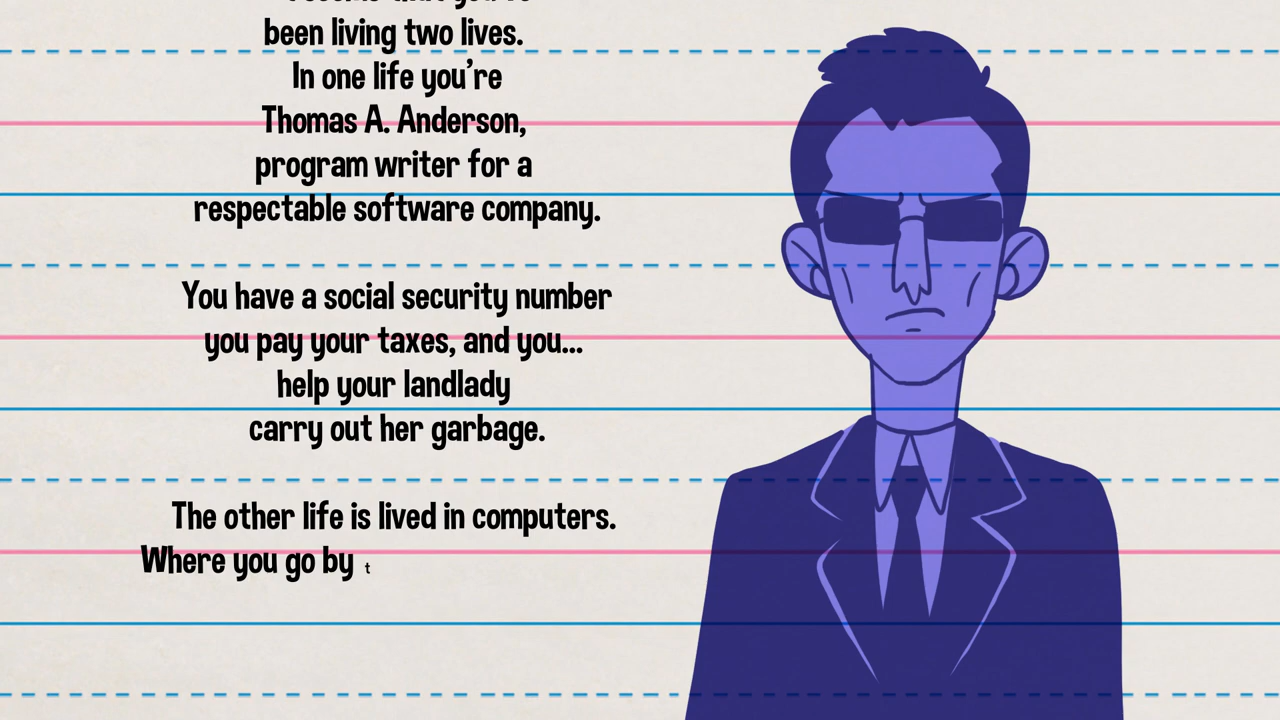 been living two lives.
In one life you're
Thomas A. Anderson,
program writer for a
respectable software company.
You have a social security number
you pay your taxes, and you...
help your landlady
carry out her garbage.
The other life is lived in computers.
Where you go by t